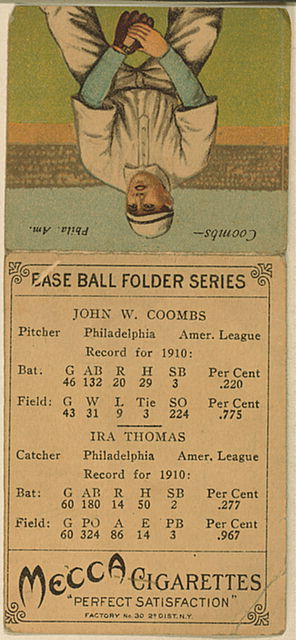 Coombs— Phila. Am.
BASE BALL FOLDER SERIES
JOHN W. COOMBS
Pitcher Philadelphia Amer. League
Record for 1910:
Bat: G AB R H SB Per Cent
46 132 20 29 3 .220
Field: G W L Tie SO Per Cent
43 31 9 3 224 .775
IRA THOMAS
Catcher Philadelphia Amer. League
Record for 1910:
Bat: G AB R H SB Per Cent
60 180 14 50 2 .277
Field: G PO A E PB Per Cent
60 324 86 14 3 .967
MECCA CIGARETTES
"PERFECT SATISFACTION"
FACTORY No. 30 2D DIST. N.Y.